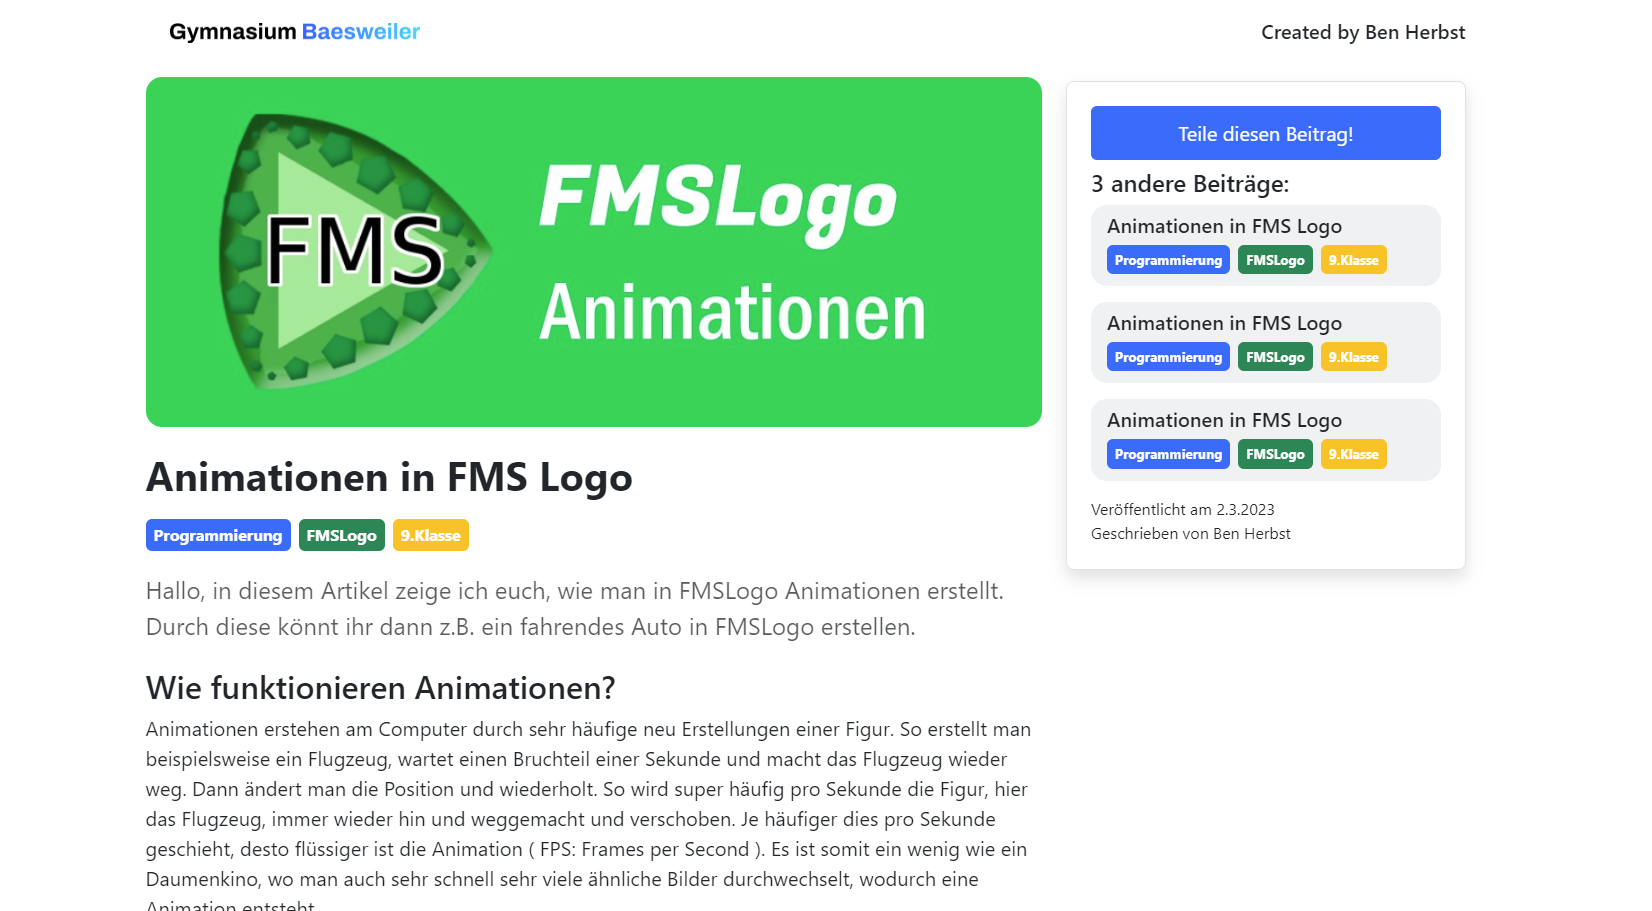 Gymnasium Baesweiler
Created by Ben Herbst
FMS
FMSLogo
Animationen
Animationen in FMS Logo
Programmierung FMSLogo 9.Klasse
Hallo, in diesem Artikel zeige ich euch, wie man in FMSLogo Animationen erstellt.
Durch diese könnt ihr dann z.B. ein fahrendes Auto in FMSLogo erstellen.
Wie funktionieren Animationen?
Animationen erstehen am Computer durch sehr häufige neu Erstellungen einer Figur. So erstellt man
beispielsweise ein Flugzeug, wartet einen Bruchteil einer Sekunde und macht das Flugzeug wieder
weg. Dann ändert man die Position und wiederholt. So wird super häufig pro Sekunde die Figur, hier
das Flugzeug, immer wieder hin und weggemacht und verschoben. Je häufiger dies pro Sekunde
geschieht, desto flüssiger ist die Animation ( FPS: Frames per Second ). Es ist somit ein wenig wie ein
Daumenkino, wo man auch sehr schnell sehr viele ähnliche Bilder durchwechselt, wodurch eine
Animation entsteht.
Teile diesen Beitrag!
3 andere Beiträge:
Animationen in FMS Logo
Programmierung FMSLogo 9.Klasse
Animationen in FMS Logo
Programmierung FMSLogo 9.Klasse
Animationen in FMS Logo
Programmierung FMSLogo 9.Klasse
Veröffentlicht am 2.3.2023
Geschrieben von Ben Herbst